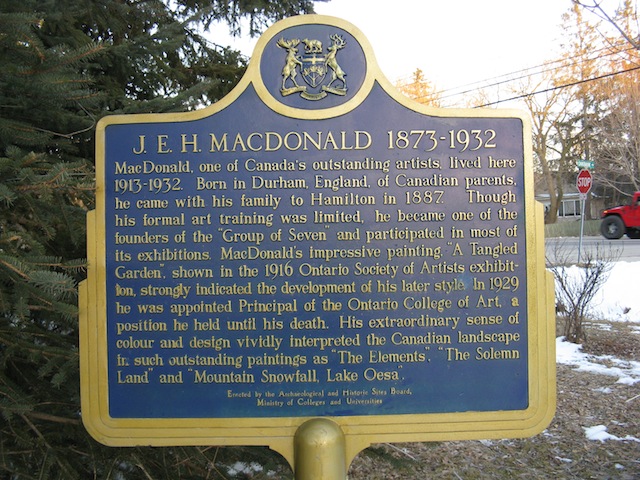 J. E. H. MACDONALD 1873-1932
MacDonald, one of Canada's outstanding artists, lived here
1913-1932. Born in Durham, England, of Canadian parents,
he came with his family to Hamilton in 1887. Though
his formal art training was limited, he became one of the
founders of the "Group of Seven" and participated in most of
its exhibitions. MacDonald's impressive painting, "A Tangled
Garden", shown in the 1916 Ontario Society of Artists exhibit-
ion, strongly indicated the development of his later style. In 1929
he was appointed Principal of the Ontario College of Art, a
position he held until his death. His extraordinary sense of
colour and design vividly interpreted the Canadian landscape
in such outstanding paintings as "The Elements", "The Solemn
Land" and "Mountain Snowfall, Lake Oesa".
Erected by the Archaeological and Historic Sites Board,
Ministry of Colleges and Universities
STOP